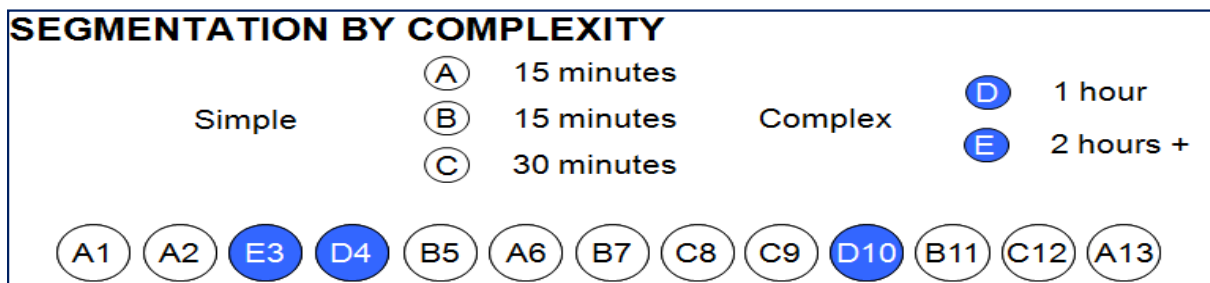 SEGMENTATION BY COMPLEXITY
A 15 minutes
Simple B 15 minutes Complex
C 30 minutes
D 1 hour
E 2 hours +
A1 A2 E3 D4 B5 A6 B7 C8 C9 D10 B11 C12 A13